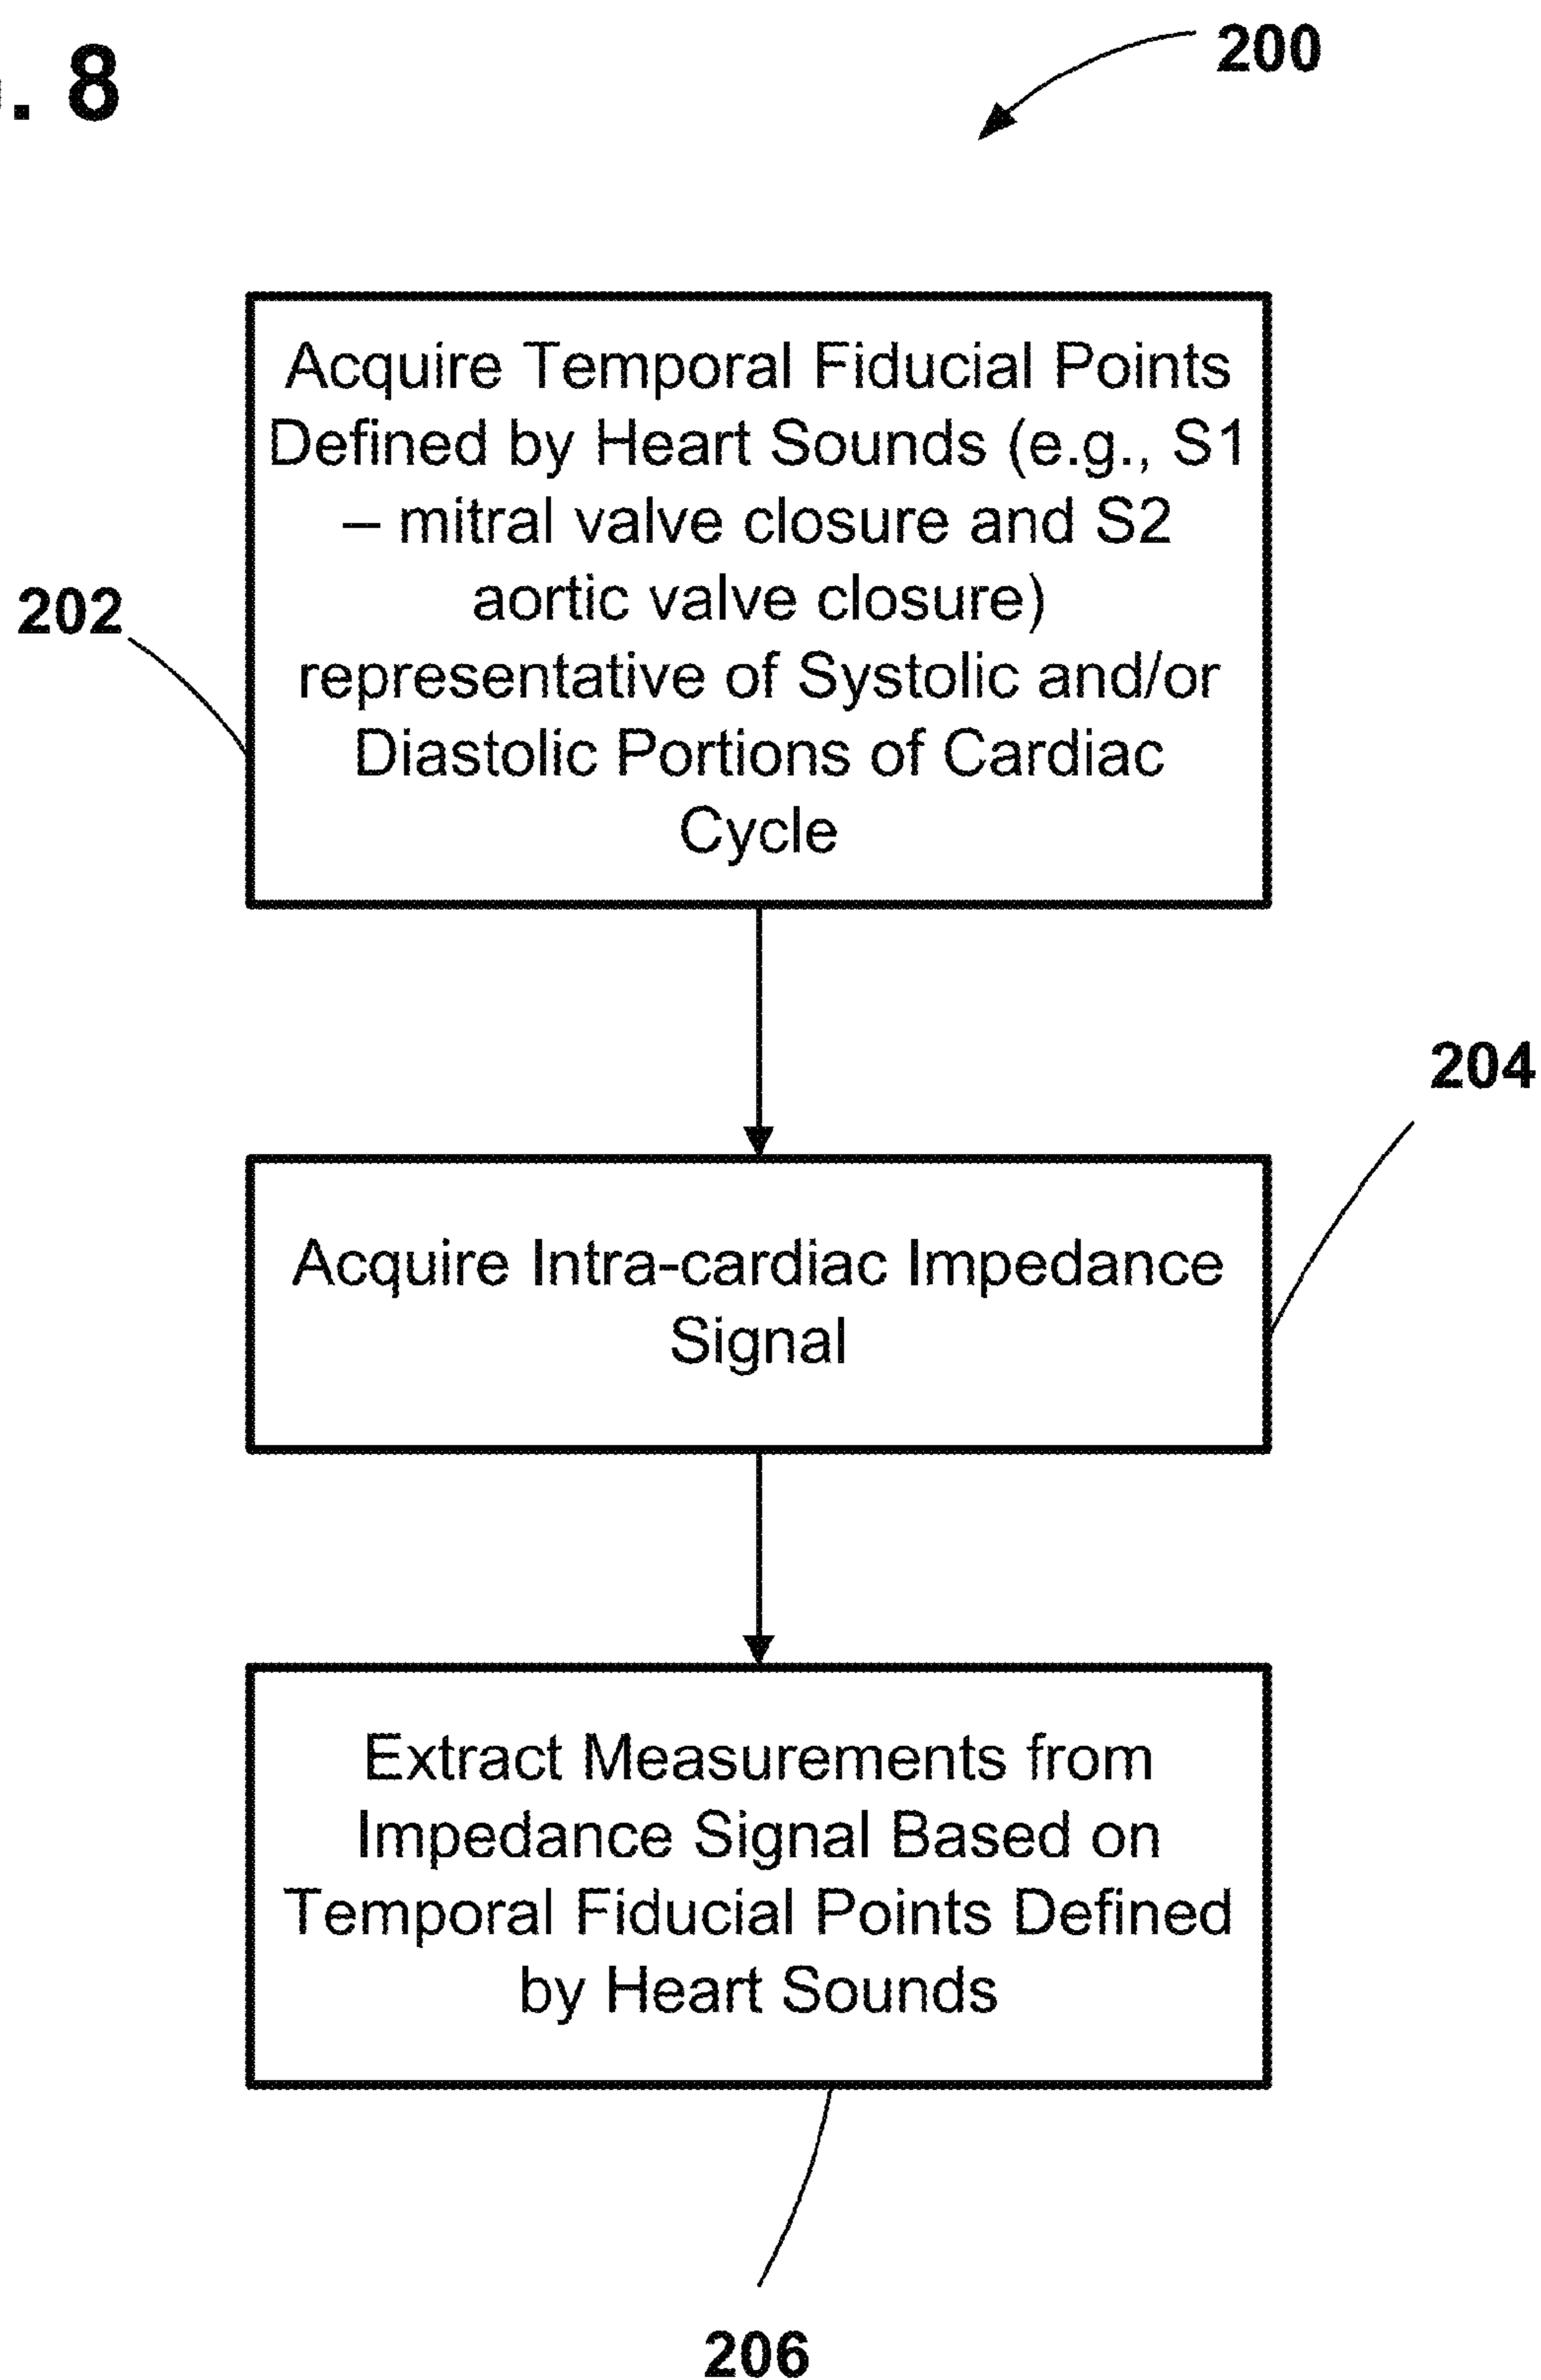 . 8
200
Acquire Temporal Fiducial Points
Defined by Heart Sounds (e.g., S1
– mitral valve closure and S2
aortic valve closure)
representative of Systolic and/or
Diastolic Portions of Cardiac
Cycle
202
204
Acquire Intra-cardiac Impedance
Signal
Extract Measurements from
Impedance Signal Based on
Temporal Fiducial Points Defined
by Heart Sounds
206